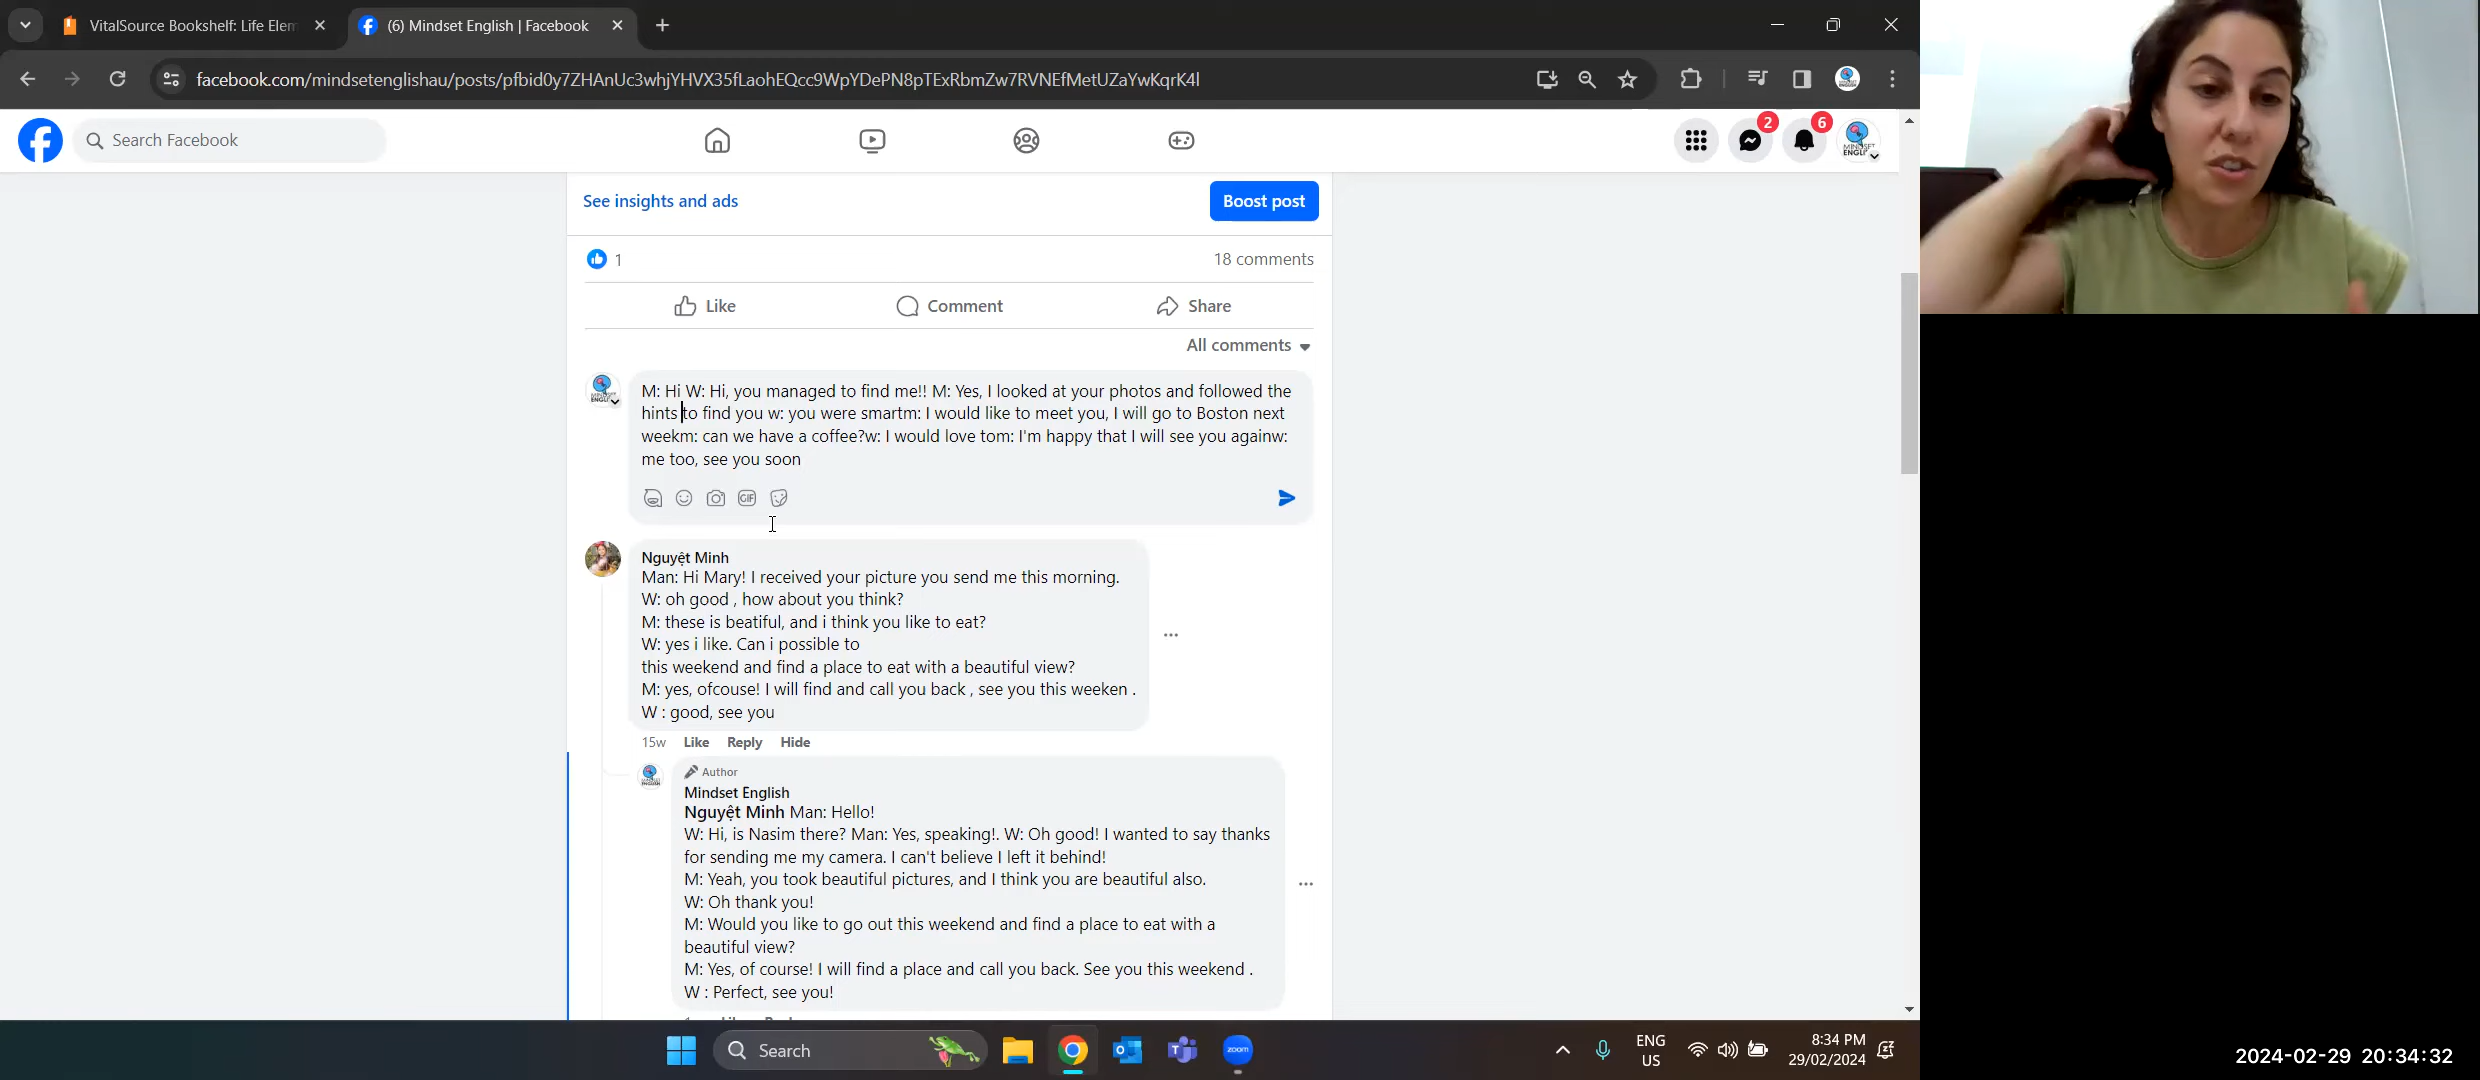 VitalSource Bookshelf: Life Elem
(6) Mindset English | Facebook
facebook.com/mindsetenglishau/posts/pfbid0y7ZHAnUc3whjYHVX35fLaohEQcc9WpYDePN8pTExRbmZw7RVNEfMetUZaYwKqrK4l
Search Facebook
2
6
MINDSET
ENGLI
See insights and ads
Boost post
1
18 comments
Like
Comment
Share
All comments
M: Hi W: Hi, you managed to find me!! M: Yes, I looked at your photos and followed the
hints to find you w: you were smartm: I would like to meet you, I will go to Boston next
weekm: can we have a coffee?w: I would love tom: I'm happy that I will see you againw:
me too, see you soon
GIF
Nguyệt Minh
Man: Hi Mary! I received your picture you send me this morning.
W: oh good , how about you think?
M: these is beatiful, and i think you like to eat?
W: yes i like. Can i possible to
this weekend and find a place to eat with a beautiful view?
M: yes, ofcouse! I will find and call you back , see you this weeken .
W : good, see you
15w Like Reply Hide
Author
Mindset English
Nguyệt Minh Man: Hello!
W: Hi, is Nasim there? Man: Yes, speaking!. W: Oh good! I wanted to say thanks
for sending me my camera. I can't believe I left it behind!
M: Yeah, you took beautiful pictures, and I think you are beautiful also.
W: Oh thank you!
M: Would you like to go out this weekend and find a place to eat with a
beautiful view?
M: Yes, of course! I will find a place and call you back. See you this weekend .
W : Perfect, see you!
Search
zoom
ENG
US
8:34 PM
29/02/2024
2024-02-29 20:34:32